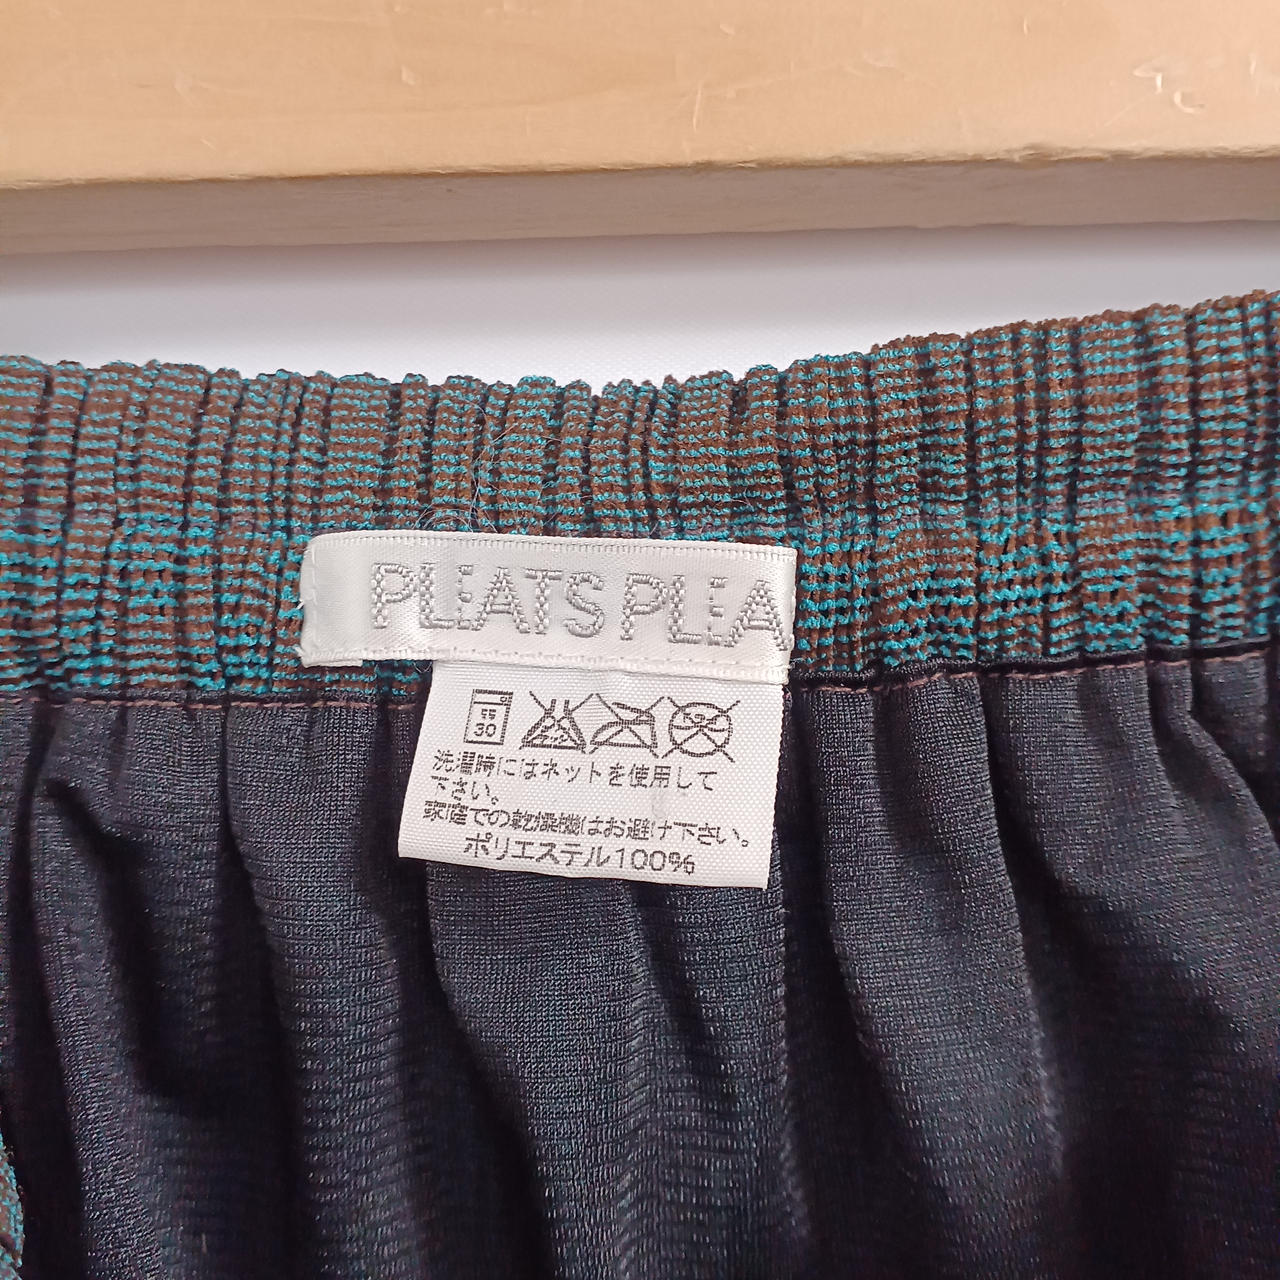 PLEATS PLEA
弱
30
洗濯時にはネットを使用して
下さい。
家庭での乾燥機はお避け下さい。
ポリエステル100%